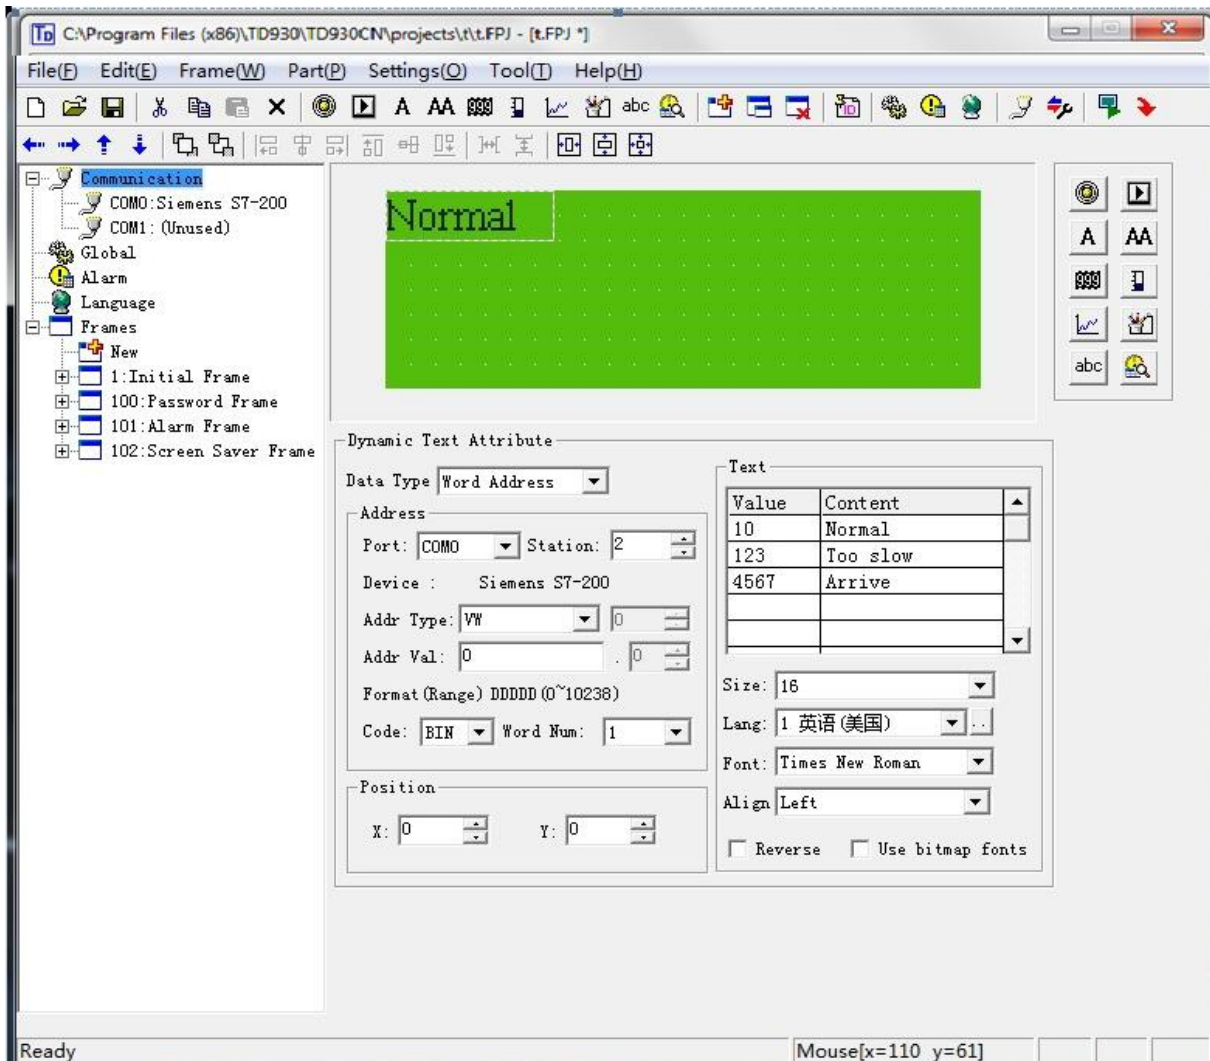 C:\Program Files (x86)\TD930\TD930CN\projects\t\t.FPJ - [t.FPJ *]
File(F) Edit(E) Frame(W) Part(P) Settings(O) Tool(T) Help(H)
A AA abc
Communication
COM0:Siemens S7-200
COM1:(Unused)
Global
Alarm
Language
Frames
New
1:Initial Frame
100:Password Frame
101:Alarm Frame
102:Screen Saver Frame
Normal
A AA
abc
Dynamic Text Attribute
Data Type Word Address
Address
Port: COM0 Station: 2
Device : Siemens S7-200
Addr Type: VW 0
Addr Val: 0 . 0
Format(Range) DDDDD(0~10238)
Code: BIN Word Num: 1
Position
X: 0 Y: 0
Text
Value Content
10 Normal
123 Too slow
4567 Arrive
Size: 16
Lang: 1 英语(美国) ..
Font: Times New Roman
Align Left
Reverse Use bitmap fonts
Ready Mouse[x=110 y=61]